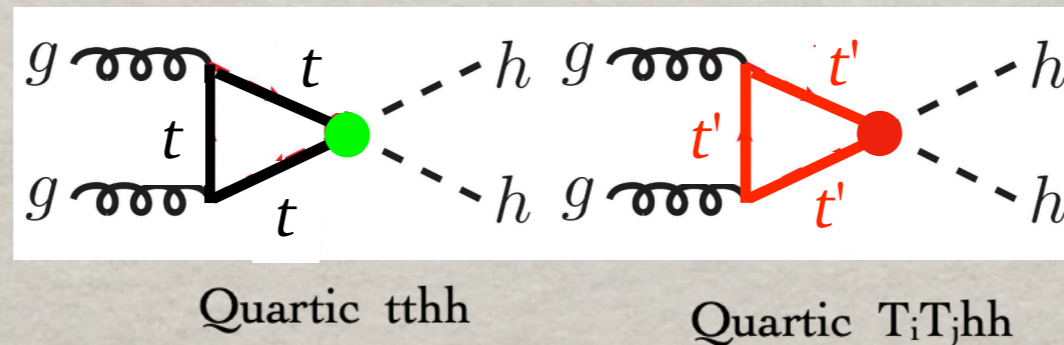 g t h g t' h
t t'
g t h g t' h
Quartic tthh Quartic TᵢTⱼhh